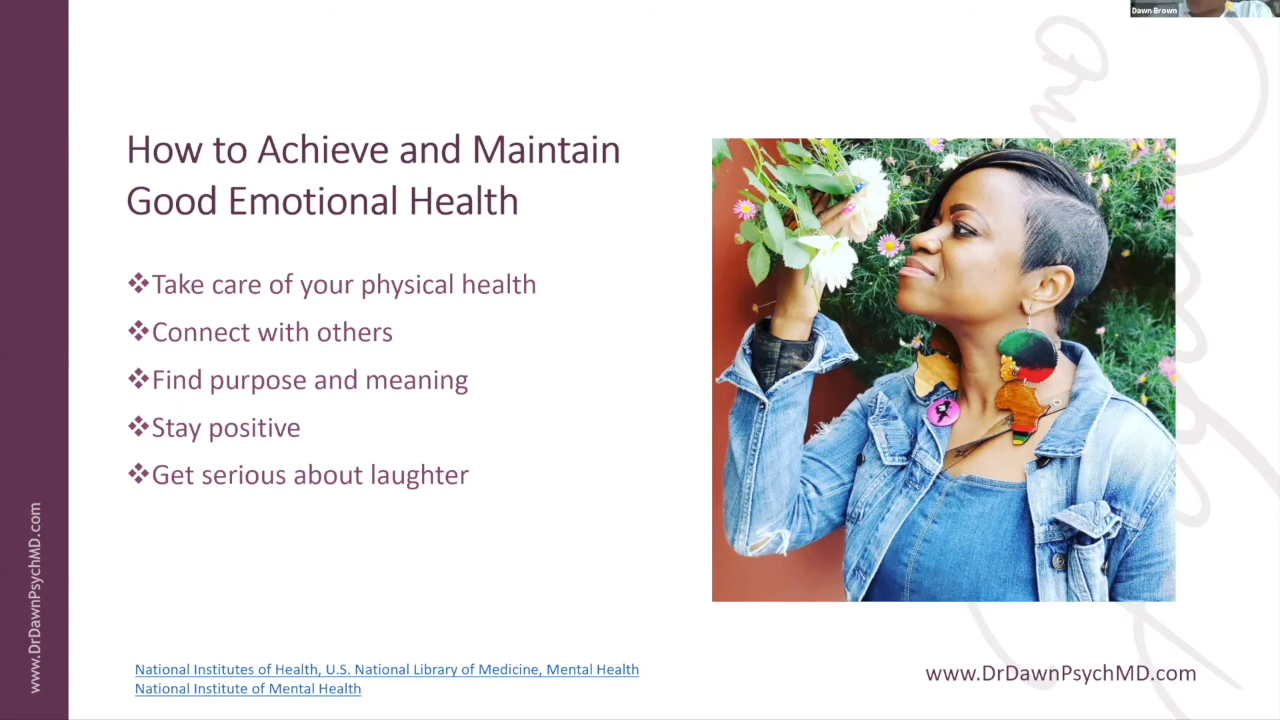 Dawn Brown
How to Achieve and Maintain
Good Emotional Health
❖Take care of your physical health
❖Connect with others
❖Find purpose and meaning
❖Stay positive
❖Get serious about laughter
www.DrDawnPsychMD.com
National Institutes of Health, U.S. National Library of Medicine, Mental Health
National Institute of Mental Health
www.DrDawnPsychMD.com